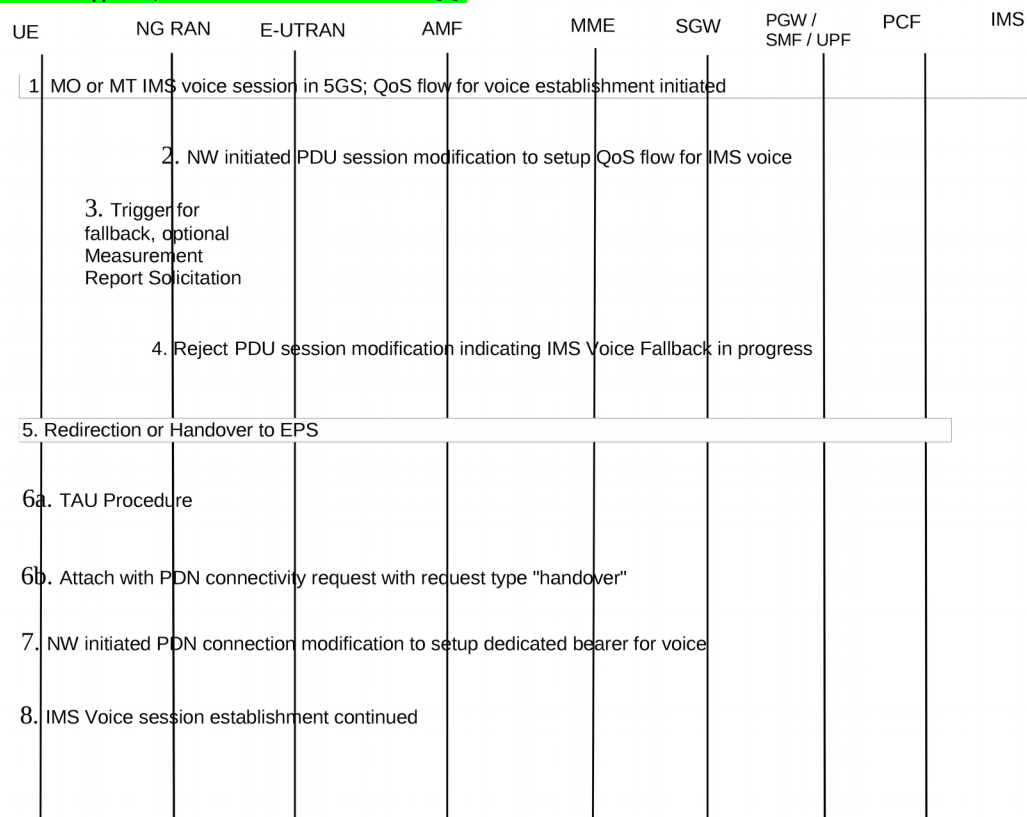 UE
NG RAN
E-UTRAN
AMF
MME
SGW
PGW /
SMF / UPF
PCF
IMS
1 MO or MT IMS voice session in 5GS; QoS flow for voice establishment initiated
2. NW initiated PDU session modification to setup QoS flow for IMS voice
3. Trigger for
fallback, optional
Measurement
Report Solicitation
4. Reject PDU session modification indicating IMS Voice Fallback in progress
5. Redirection or Handover to EPS
6a. TAU Procedure
6b. Attach with PDN connectivity request with request type "handover"
7. NW initiated PDN connection modification to setup dedicated bearer for voice
8. IMS Voice session establishment continued